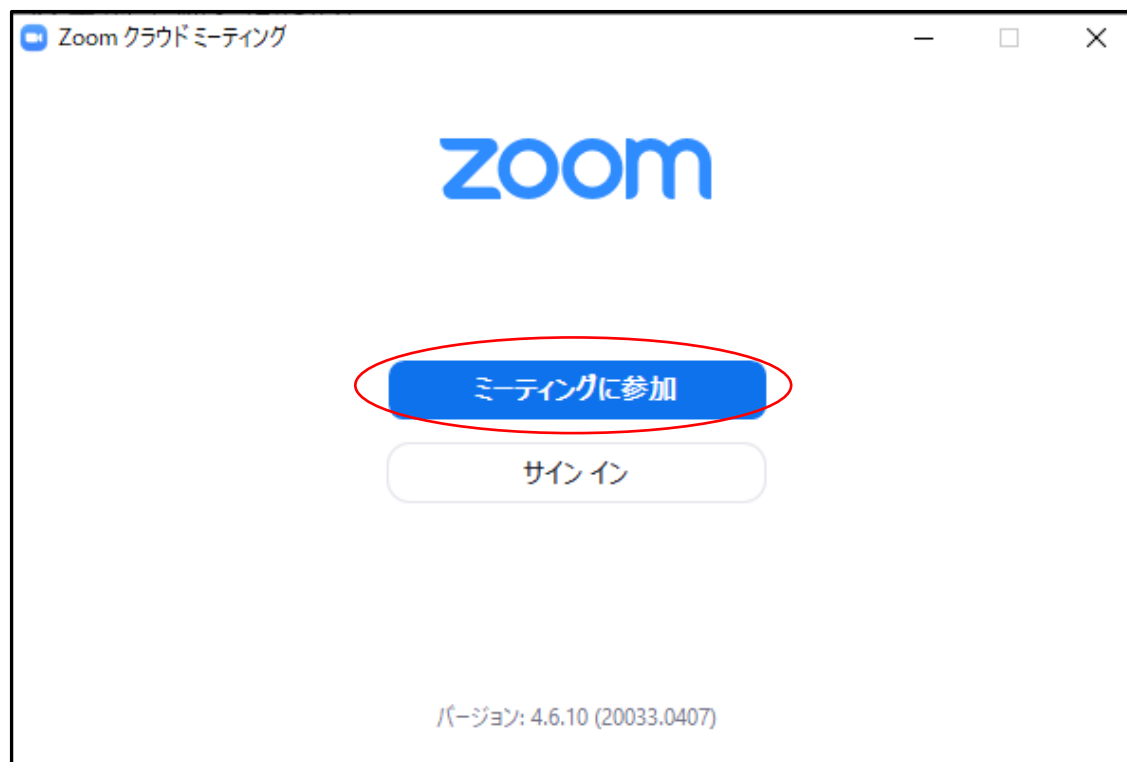 Zoom クラウド ミーティング
zoom
ミーティングに参加
サイン イン
バージョン: 4.6.10 (20033.0407)